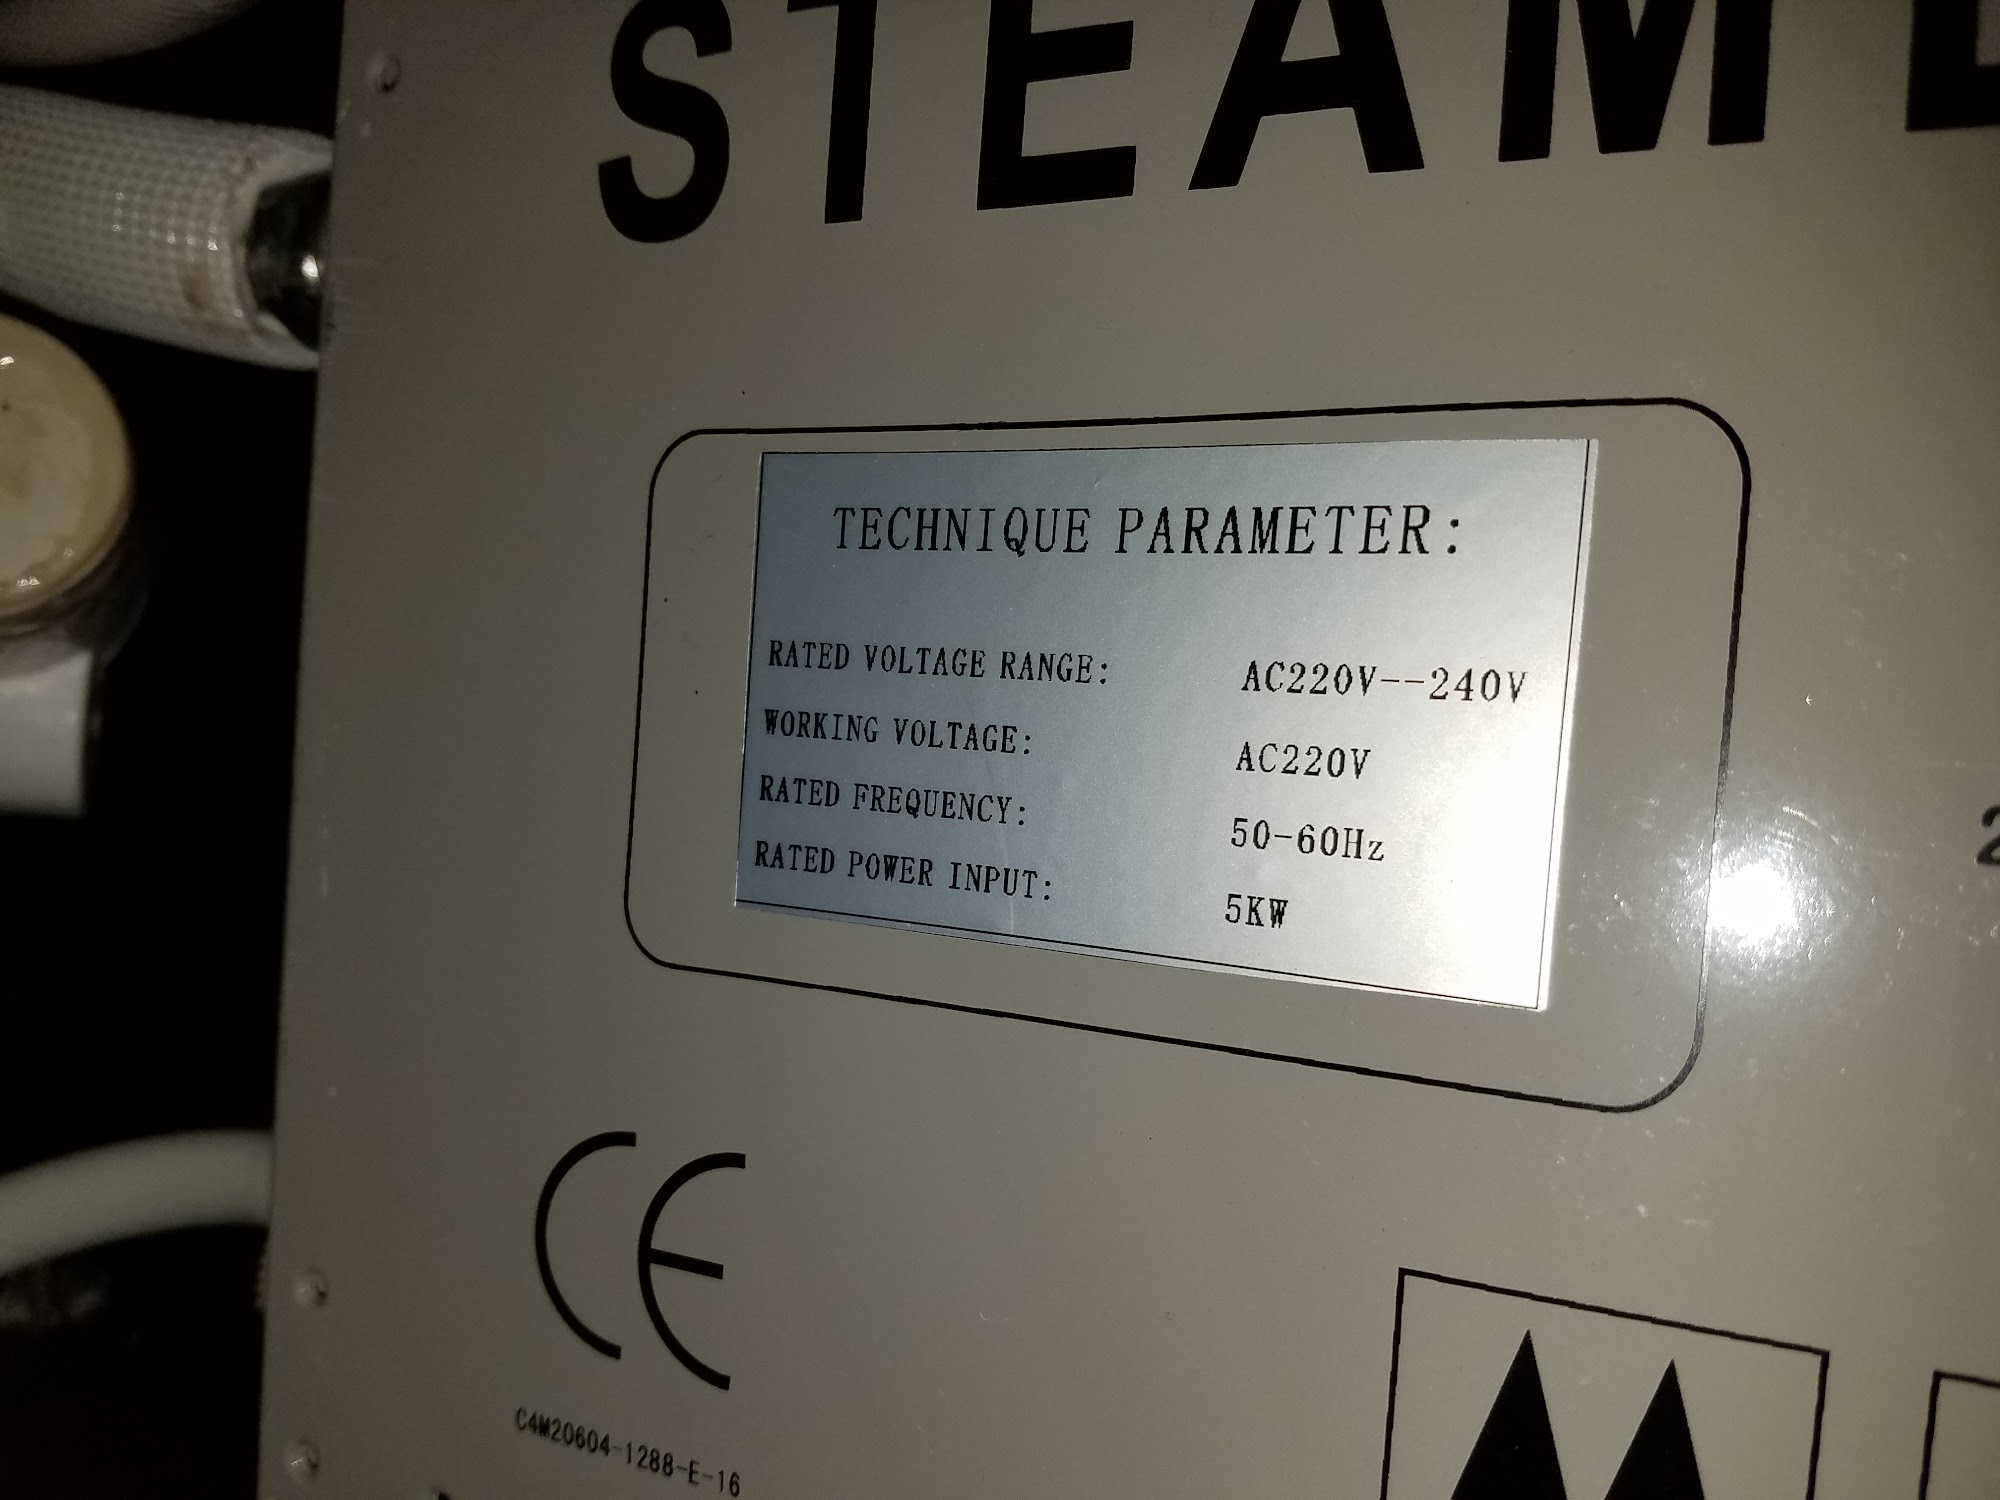 STEAM
TECHNIQUE PARAMETER:
RATED VOLTAGE RANGE: AC220V--240V
WORKING VOLTAGE: AC220V
RATED FREQUENCY: 50-60Hz
RATED POWER INPUT: 5KW
CE
C4M20604-1288-E-16